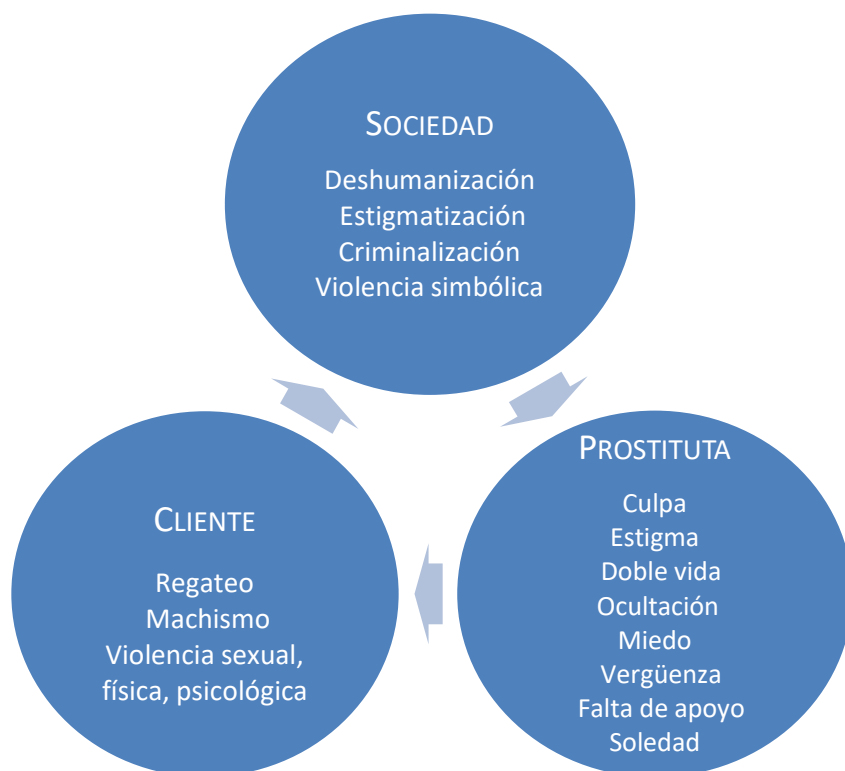 SOCIEDAD
Deshumanización
Estigmatización
Criminalización
Violencia simbólica
PROSTITUTA
Culpa
Estigma
Doble vida
Ocultación
Miedo
Vergüenza
Falta de apoyo
Soledad
CLIENTE
Regateo
Machismo
Violencia sexual,
física, psicológica